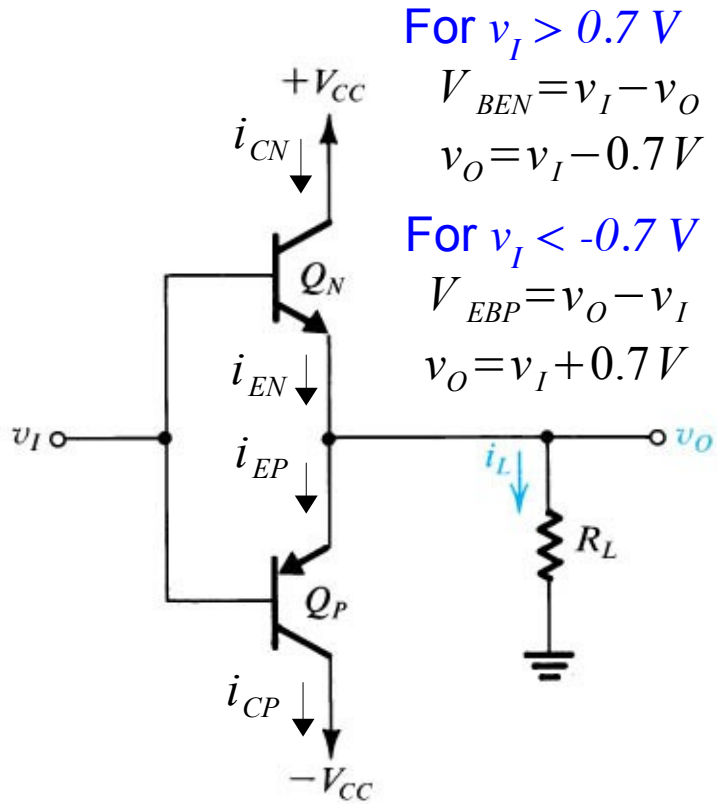 For v_I > 0.7 V
V_BEN = v_I − v_O
v_O = v_I − 0.7 V
For v_I < -0.7 V
V_EBP = v_O − v_I
v_O = v_I + 0.7 V
+V_CC
i_CN
Q_N
i_EN
v_I
v_O
i_EP
i_L
R_L
Q_P
i_CP
−V_CC